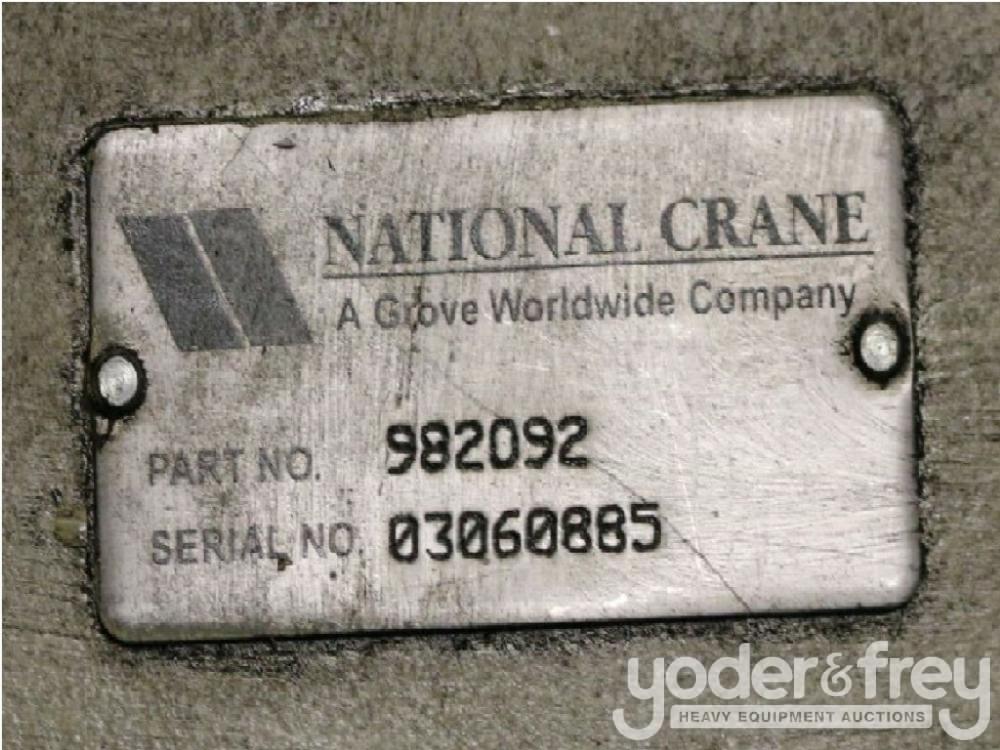 NATIONAL CRANE
A Grove Worldwide Company
PART NO. 982092
SERIAL NO. 03060885
yoder&frey
HEAVY EQUIPMENT AUCTIONS